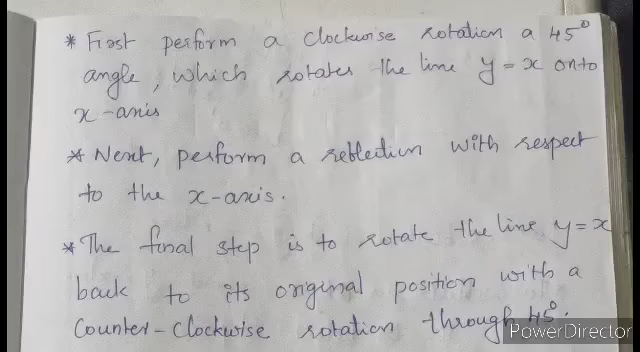 * First perform a clockwise rotation a 45°
angle, which rotates the line y = x onto
x-axis
* Next, perform a reflection with respect
to the x-axis.
* The final step is to rotate the line y = x
back to its original position with a
Counter-clockwise rotation through 45°.
PowerDirector